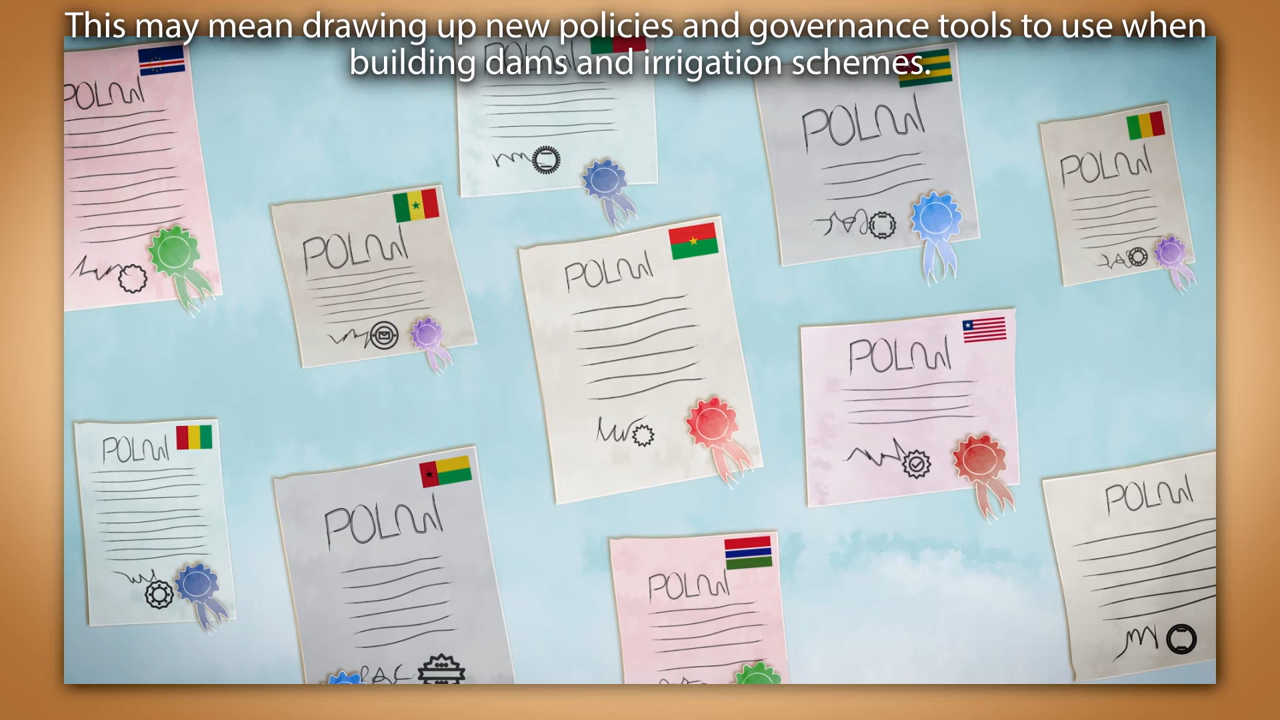 This may mean drawing up new policies and governance tools to use when
building dams and irrigation schemes.